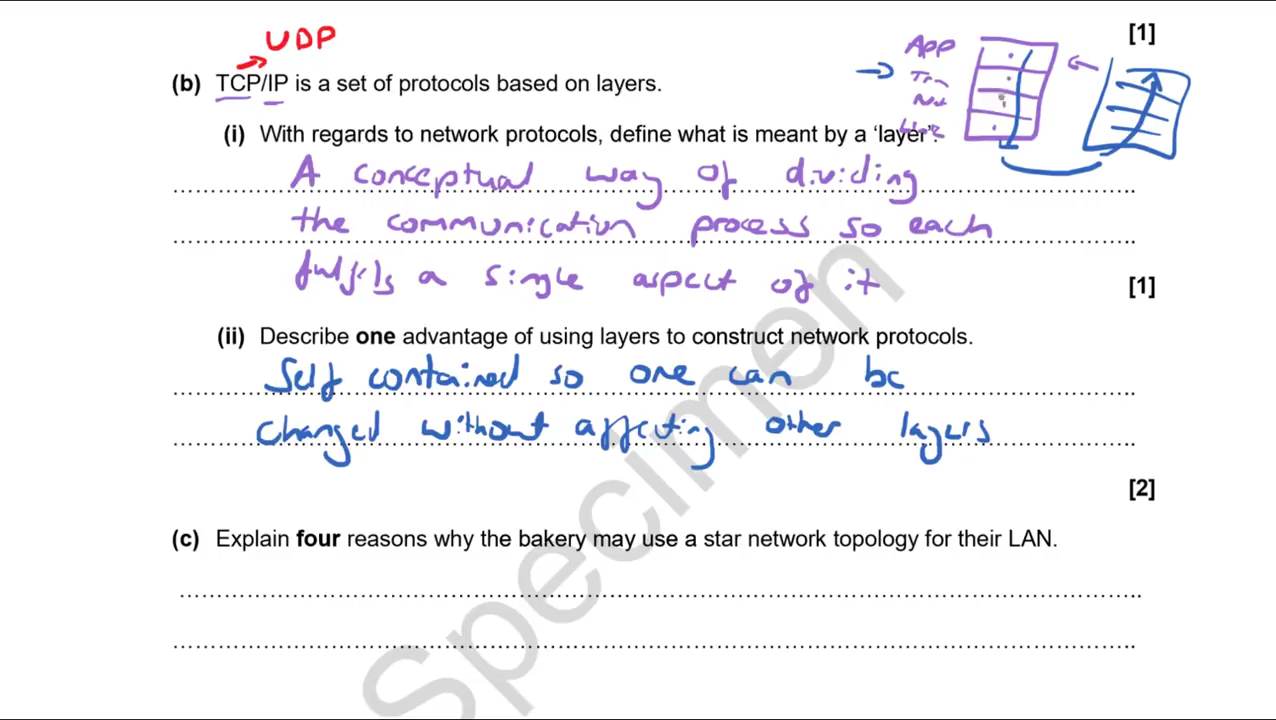 UDP
[1]
App
Trn
Net
(b) TCP/IP is a set of protocols based on layers.
(i) With regards to network protocols, define what is meant by a ‘layer’.
A conceptual way of dividing
the communication process so each
fulfils a single aspect of it
[1]
(ii) Describe one advantage of using layers to construct network protocols.
Self contained so one can be
changed without affecting other layers
[2]
(c) Explain four reasons why the bakery may use a star network topology for their LAN.
Specimen